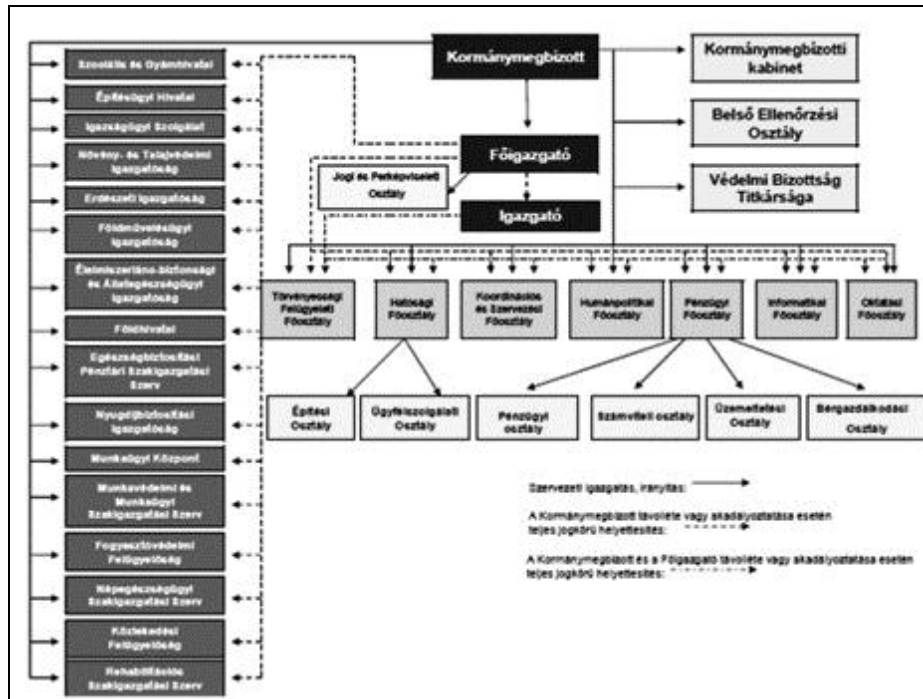 Kormánymegbízott
Kormánymegbízotti
kabinet
Belső Ellenőrzési
Osztály
Védelmi Bizottság
Titkársága
Főigazgató
Jogi és Perképviseleti
Osztály
Igazgató
Szociális és Gyámhivatal
Építésügyi Hivatal
Igazságügyi Szolgálat
Növény- és Talajvédelmi
Igazgatóság
Erdészeti Igazgatóság
Földművelésügyi
Igazgatóság
Élelmiszerlánc-biztonsági
és Állategészségügyi
Igazgatóság
Földhivatal
Egészségbiztosítási
Pénztári Szakigazgatási
Szerv
Nyugdíjbiztosítási
Igazgatóság
Munkaügyi Központ
Munkavédelmi és
Munkaügyi
Szakigazgatási Szerv
Fogyasztóvédelmi
Felügyelőség
Népegészségügyi
Szakigazgatási Szerv
Közlekedési
Felügyelőség
Rehabilitációs
Szakigazgatási Szerv
Törvényességi
Felügyeleti
Főosztály
Hatósági
Főosztály
Koordinációs
és Szervezési
Főosztály
Humánpolitikai
Főosztály
Pénzügyi
Főosztály
Informatikai
Főosztály
Oktatási
Főosztály
Építési
Osztály
Ügyfélszolgálati
Osztály
Pénzügyi
osztály
Számviteli osztály
Üzemeltetési
Osztály
Bérgazdálkodási
Osztály
Szervezeti igazgatás, irányítás:
A Kormánymegbízott távolléte vagy akadályoztatása esetén
teljes jogkörű helyettesítés:
A Kormánymegbízott és a Főigazgató távolléte vagy akadályoztatása esetén
teljes jogkörű helyettesítés: